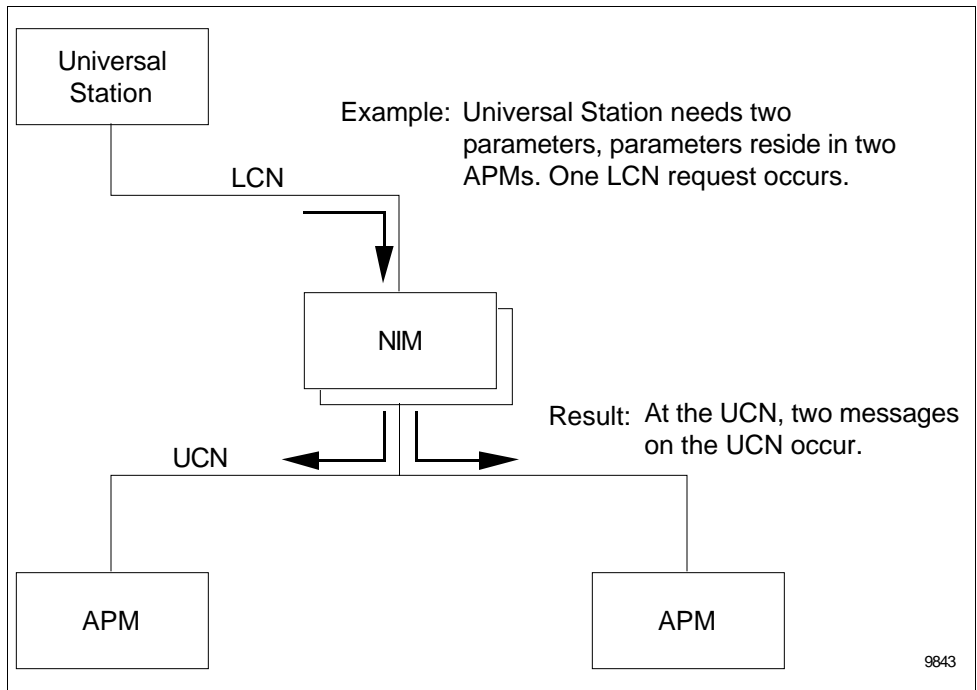 Universal
Station
Example: Universal Station needs two
parameters, parameters reside in two
APMs. One LCN request occurs.
LCN
NIM
Result: At the UCN, two messages
on the UCN occur.
UCN
APM
APM
9843